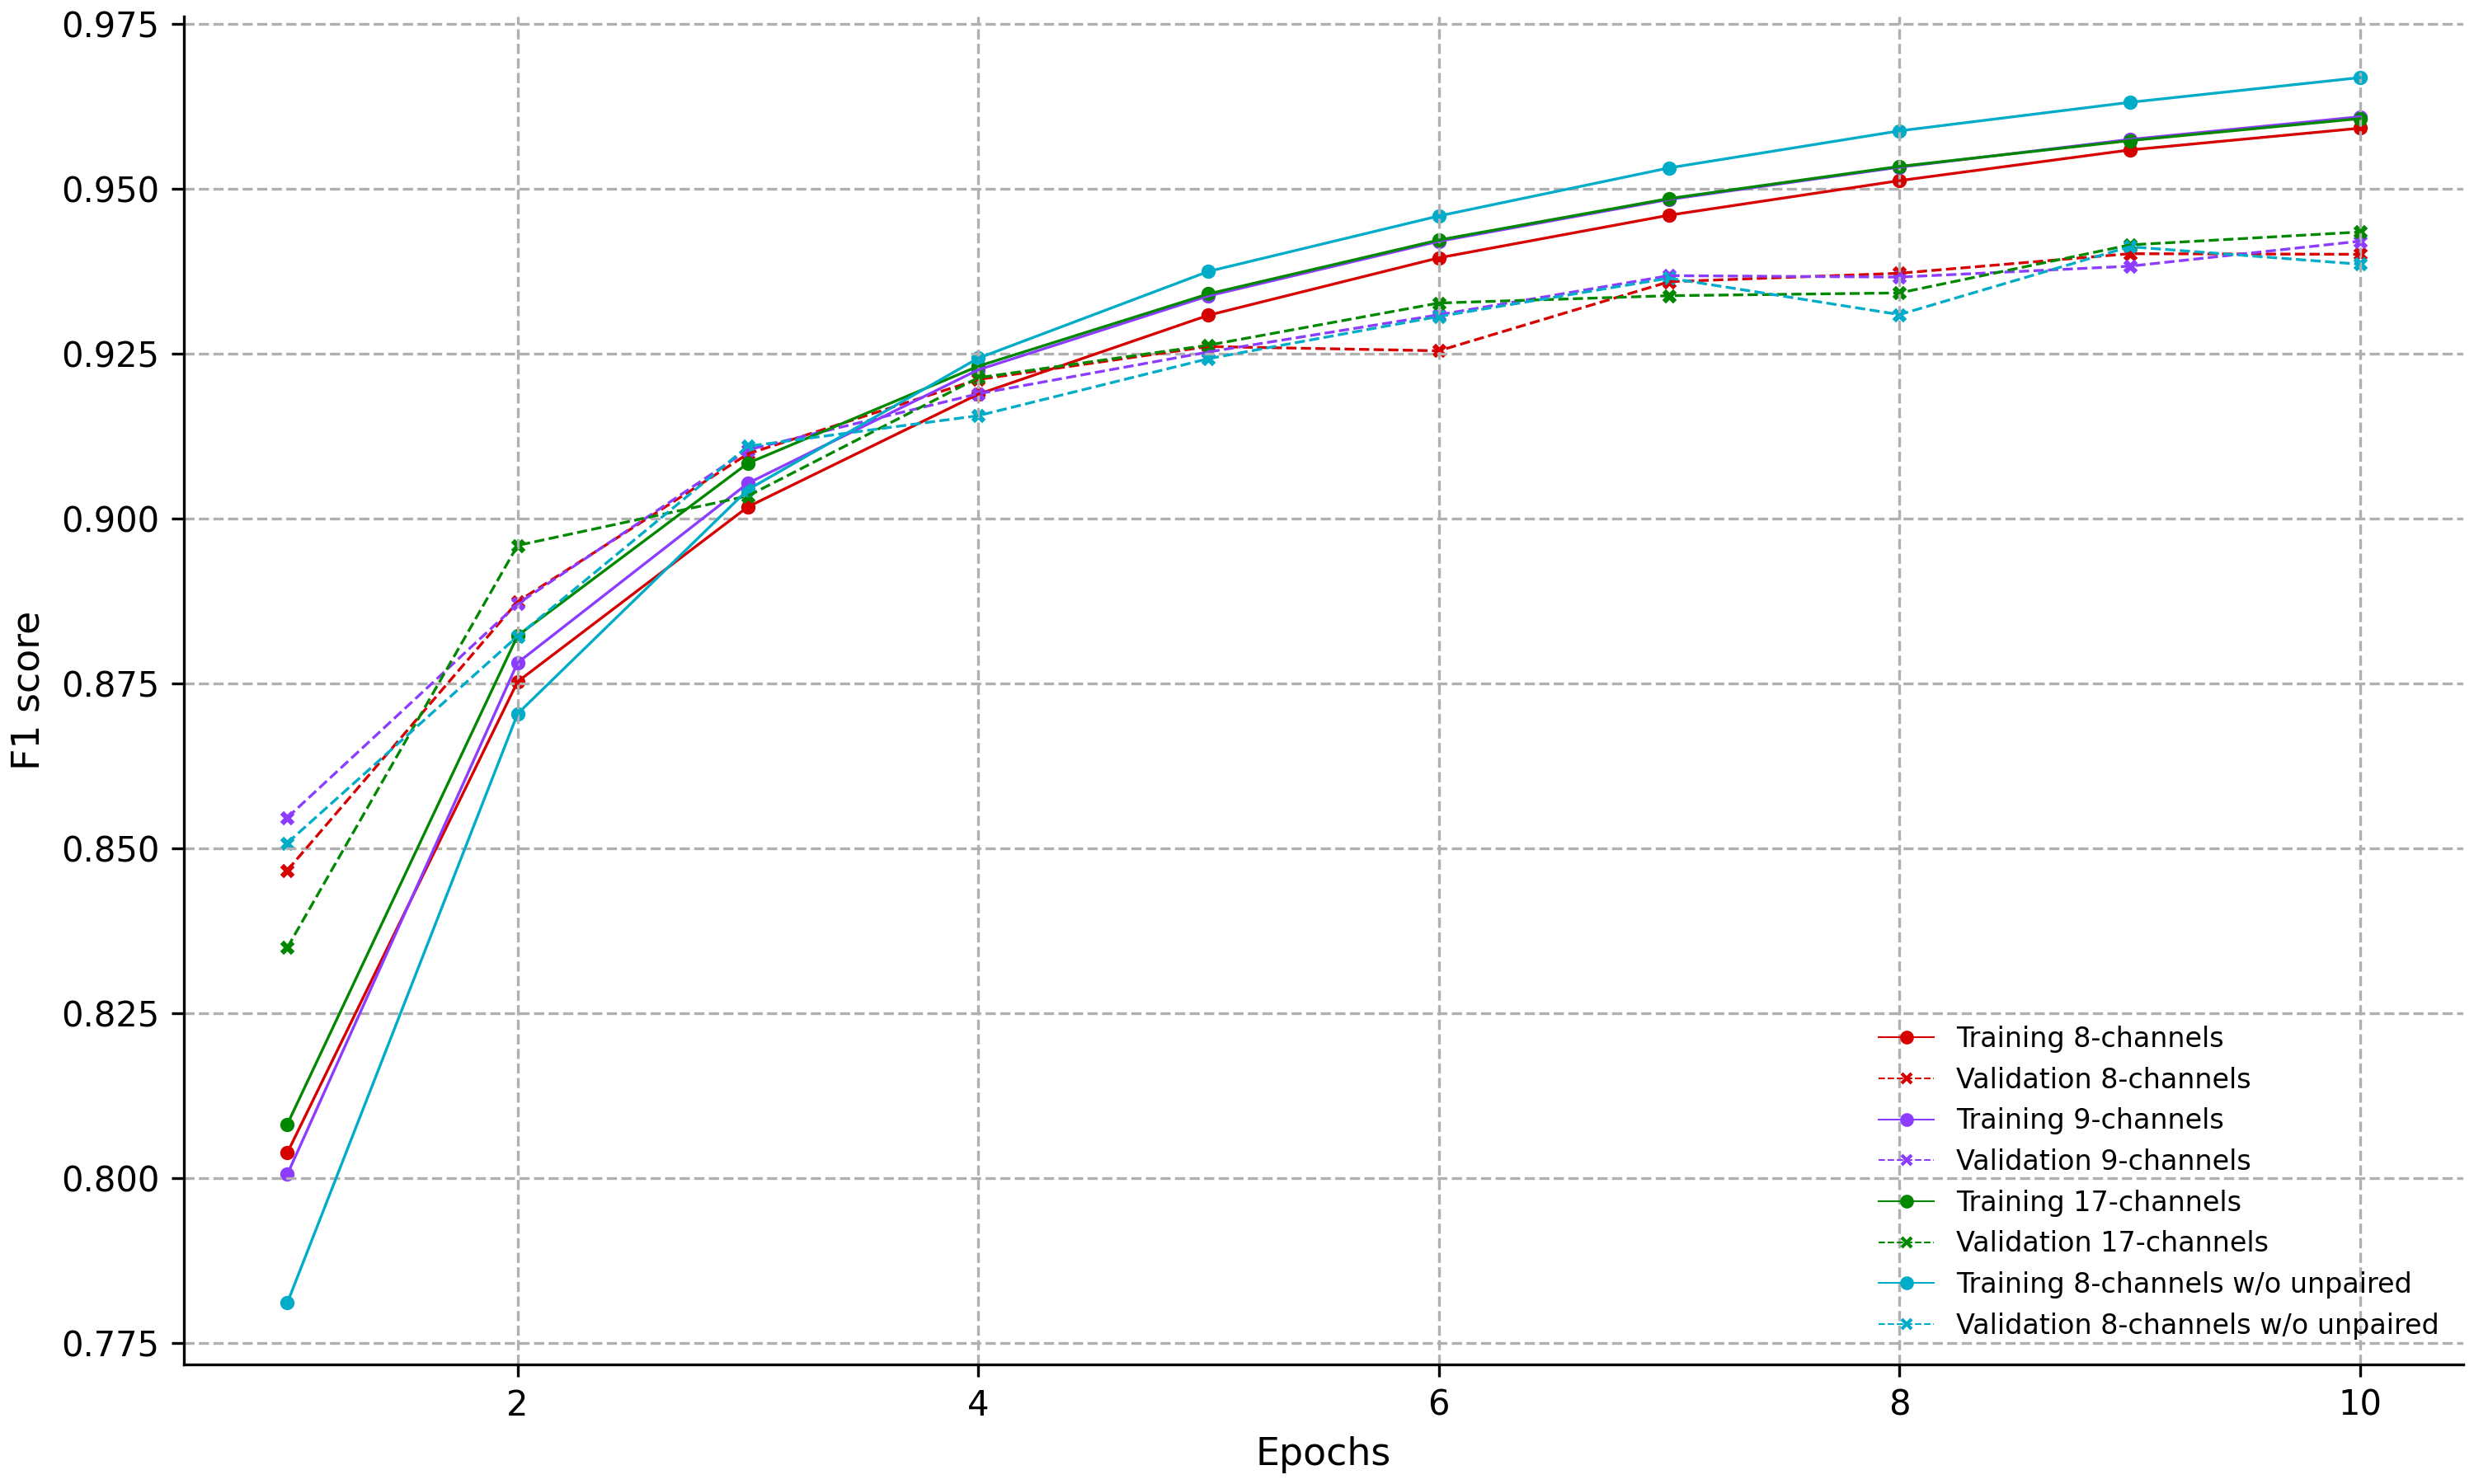 0.975
0.950
0.925
0.900
0.875
0.850
0.825
0.800
0.775
F1 score
2 4 6 8 10
Epochs
Training 8-channels
Validation 8-channels
Training 9-channels
Validation 9-channels
Training 17-channels
Validation 17-channels
Training 8-channels w/o unpaired
Validation 8-channels w/o unpaired